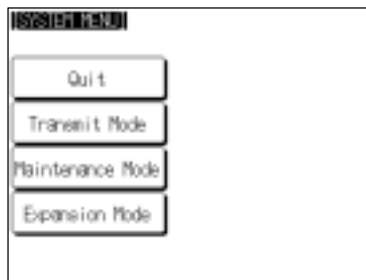 [SYSTEM MENU]
Quit
Transmit Mode
Maintenance Mode
Expansion Mode